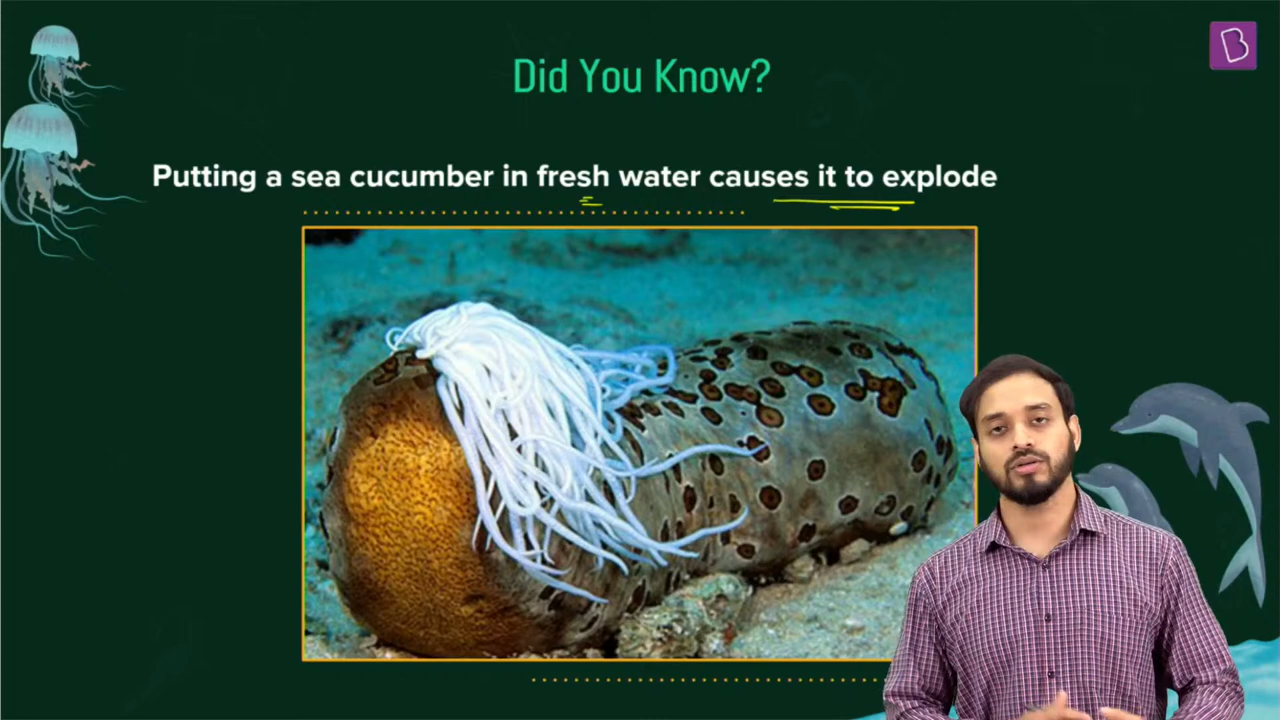 Did You Know?
Putting a sea cucumber in fresh water causes it to explode